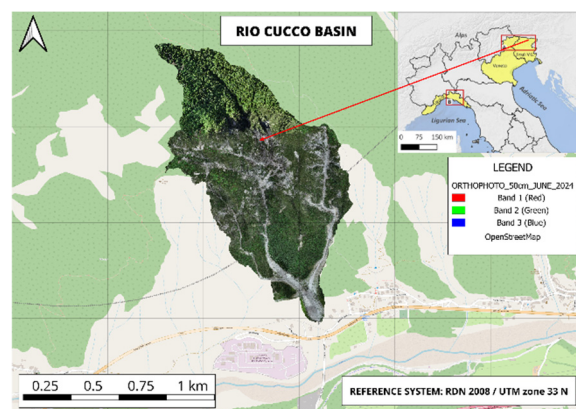 RIO CUCCO BASIN
Alps
Veneto
Adriatic Sea
Ligurian Sea
0 75 150 km
LEGEND
ORTHOPHOTO_50cm_JUNE_2024
Band 1 (Red)
Band 2 (Green)
Band 3 (Blue)
OpenStreetMap
0.25 0.5 0.75 1 km
REFERENCE SYSTEM: RDN 2008 / UTM zone 33 N